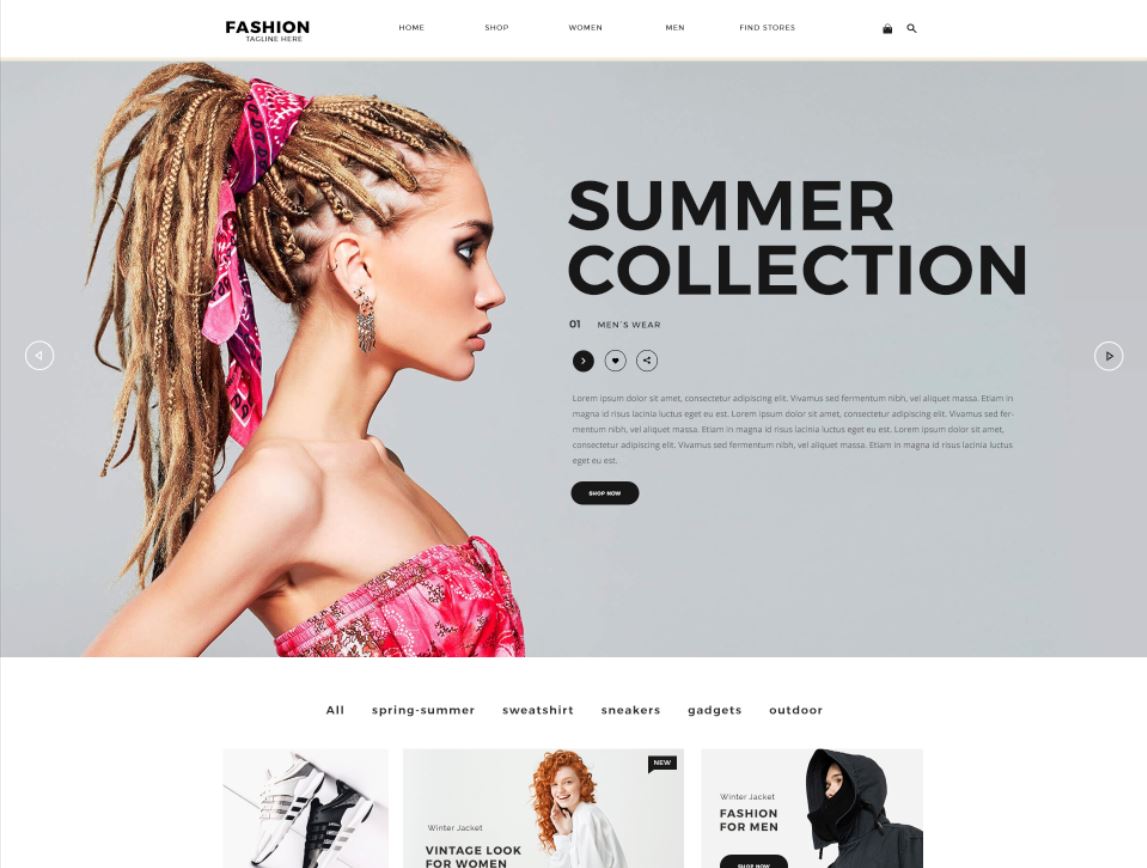 FASHION
TAGLINE HERE
HOME SHOP WOMEN MEN FIND STORES
SUMMER
COLLECTION
01 MEN´S WEAR
Lorem ipsum dolor sit amet, consectetur adipiscing elit. Vivamus sed fermentum nibh, vel aliquet massa. Etiam in
magna id risus lacinia luctus eget eu est. Lorem ipsum dolor sit amet, consectetur adipiscing elit. Vivamus sed fer-
mentum nibh, vel aliquet massa. Etiam in magna id risus lacinia luctus eget eu est. Lorem ipsum dolor sit amet,
consectetur adipiscing elit. Vivamus sed fermentum nibh, vel aliquet massa. Etiam in magna id risus lacinia luctus
eget eu est.
SHOP NOW
All spring-summer sweatshirt sneakers gadgets outdoor
NEW
Winter Jacket
VINTAGE LOOK
FOR WOMEN
Winter Jacket
FASHION
FOR MEN
SHOP NOW